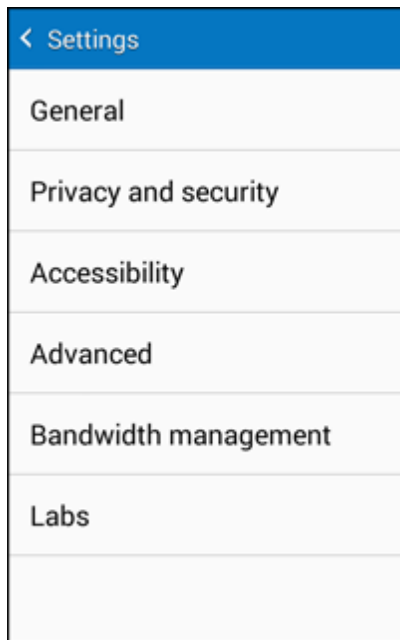 Settings
General
Privacy and security
Accessibility
Advanced
Bandwidth management
Labs